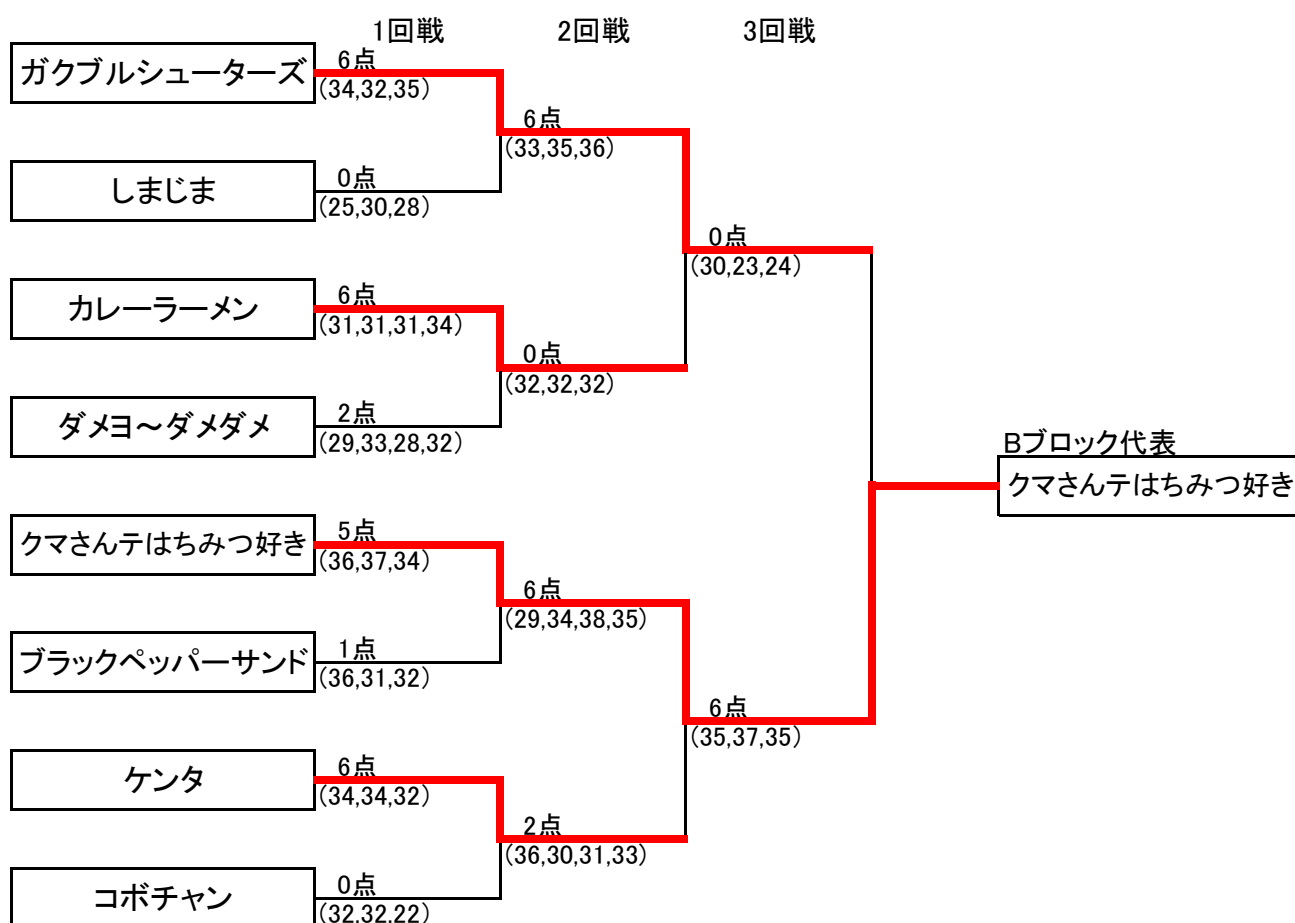 1回戦 2回戦 3回戦
ガクブルシューターズ
6点
(34,32,35)
6点
(33,35,36)
しまじま
0点
(25,30,28)
0点
(30,23,24)
カレーラーメン
6点
(31,31,31,34)
0点
(32,32,32)
ダメヨ～ダメダメ
2点
(29,33,28,32)
Bブロック代表
クマさんテはちみつ好き
クマさんテはちみつ好き
5点
(36,37,34)
6点
(29,34,38,35)
ブラックペッパーサンド
1点
(36,31,32)
6点
(35,37,35)
ケンタ
6点
(34,34,32)
2点
(36,30,31,33)
コボチャン
0点
(32,32,22)